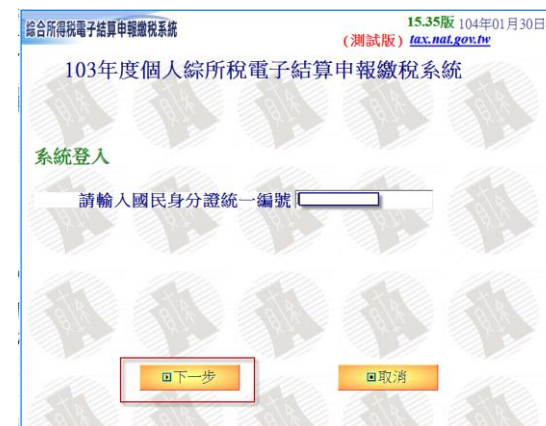 綜合所得稅電子結算申報繳稅系統
15.35版 104年01月30日
(測試版) tax.nat.gov.tw
103年度個人綜所稅電子結算申報繳稅系統
系統登入
請輸入國民身分證統一編號
下一步
取消